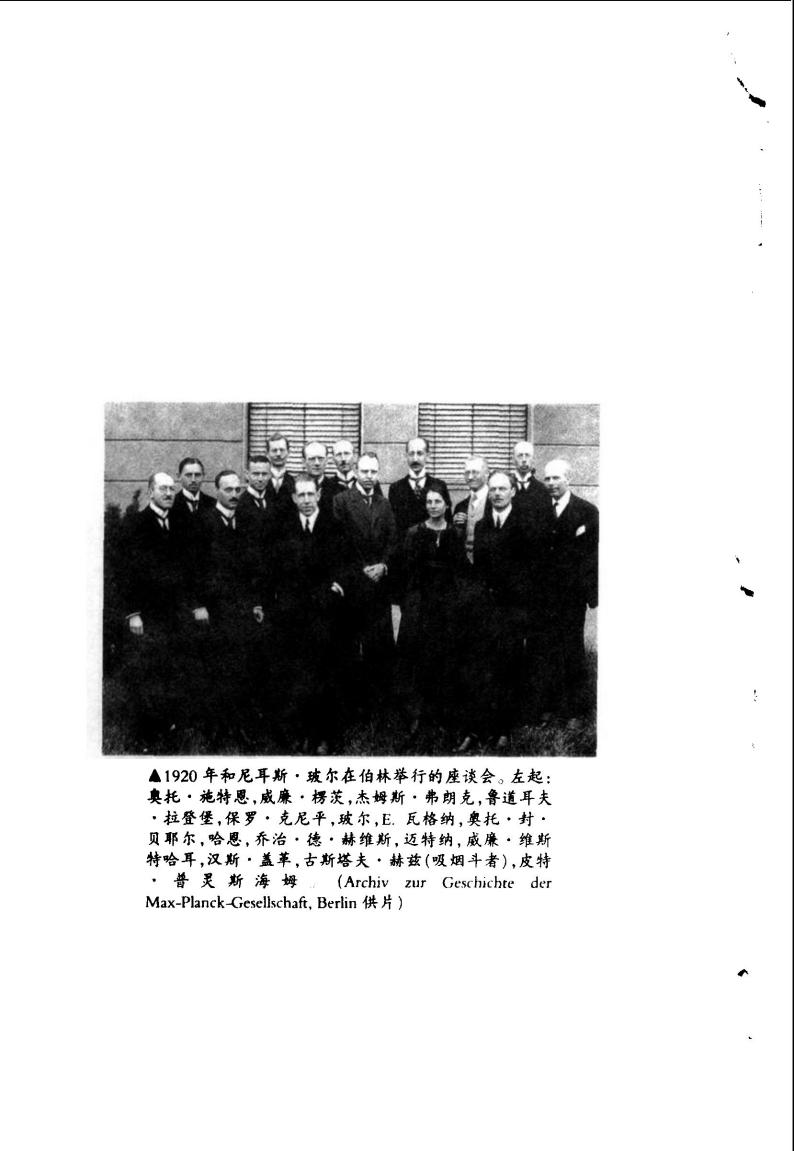 ▲1920 年和尼耳斯·玻尔在伯林举行的座谈会。左起:
奥托·施特恩,威廉·楞茨,杰姆斯·弗朗克,鲁道耳夫
·拉登堡,保罗·克尼平,玻尔,E. 瓦格纳,奥托·封·
贝耶尔,哈恩,乔治·德·赫维斯,迈特纳,威廉·维斯
特哈耳,汉斯·盖革,古斯塔夫·赫兹(吸烟斗者),皮特
·普灵斯海姆. (Archiv zur Geschichte der
Max-Planck-Gesellschaft, Berlin 供片)